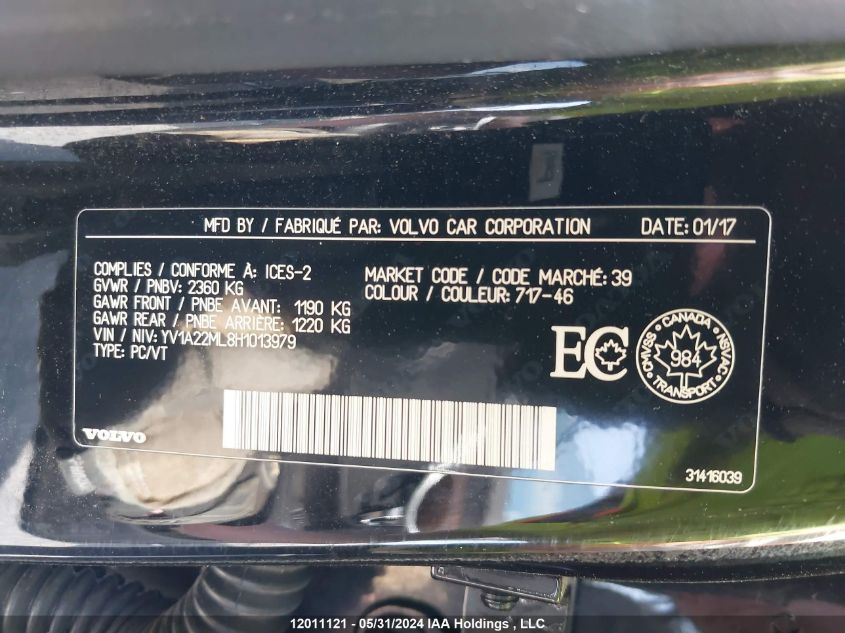 MFD BY / FABRIQUÉ PAR: VOLVO CAR CORPORATION DATE: 01/17
COMPLIES / CONFORME À: ICES-2
GVWR / PNBV: 2360 KG
GAWR FRONT / PNBE AVANT: 1190 KG
GAWR REAR / PNBE ARRIÈRE: 1220 KG
VIN / NIV: YV1A22ML8H1013979
TYPE: PC/VT
MARKET CODE / CODE MARCHÉ: 39
COLOUR / COULEUR: 717-46
EC
CANADA
CMVSS
984
NSVAC
TRANSPORT
VOLVO
31416039
12011121 - 05/31/2024 IAA Holdings , LLC